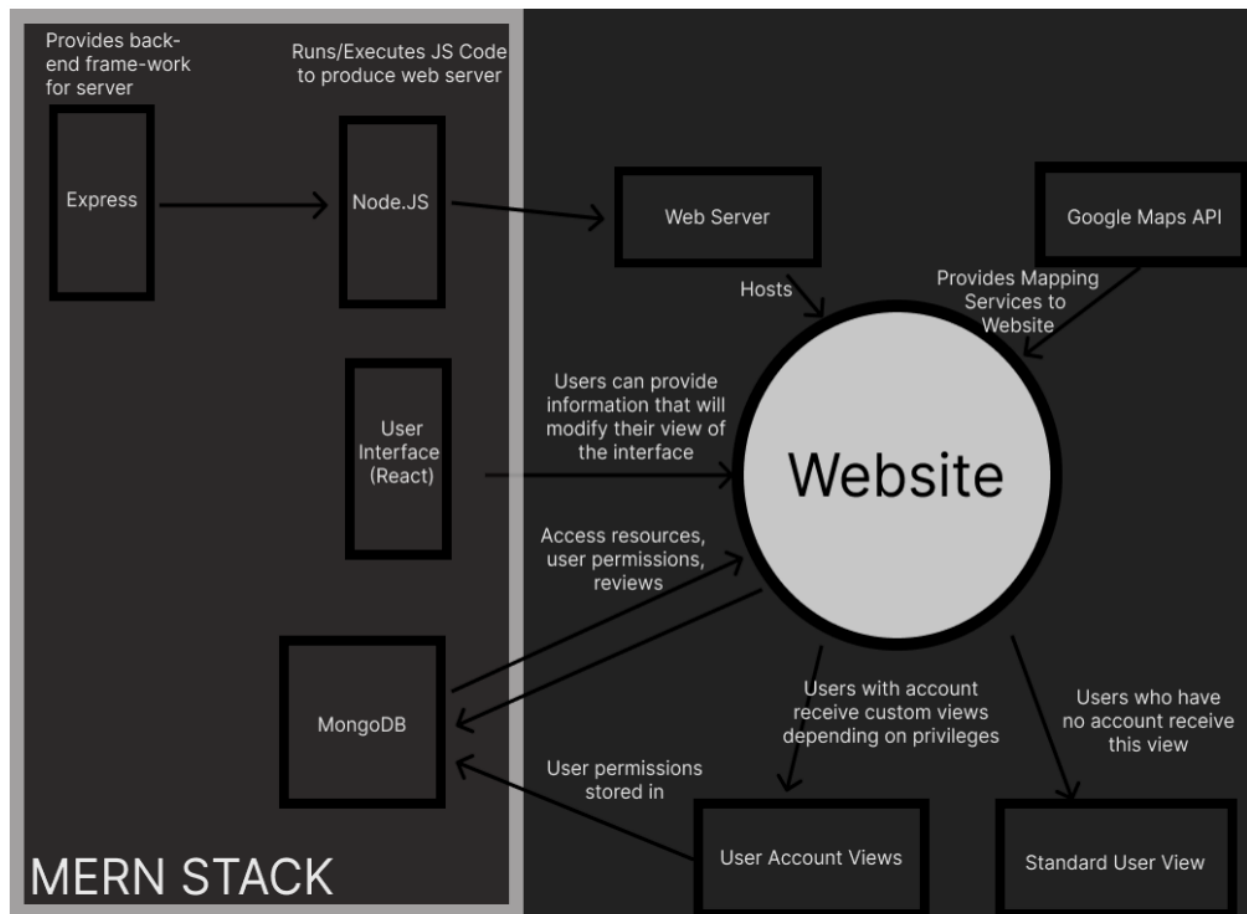 Provides back-
end frame-work
for server
Runs/Executes JS Code
to produce web server
Express
Node.JS
Web Server
Google Maps API
Hosts
Provides Mapping
Services to
Website
Users can provide
information that will
modify their view of
the interface
User
Interface
(React)
Website
Access resources,
user permissions,
reviews
MongoDB
Users with account
receive custom views
depending on privileges
Users who have
no account receive
this view
User permissions
stored in
User Account Views
Standard User View
MERN STACK